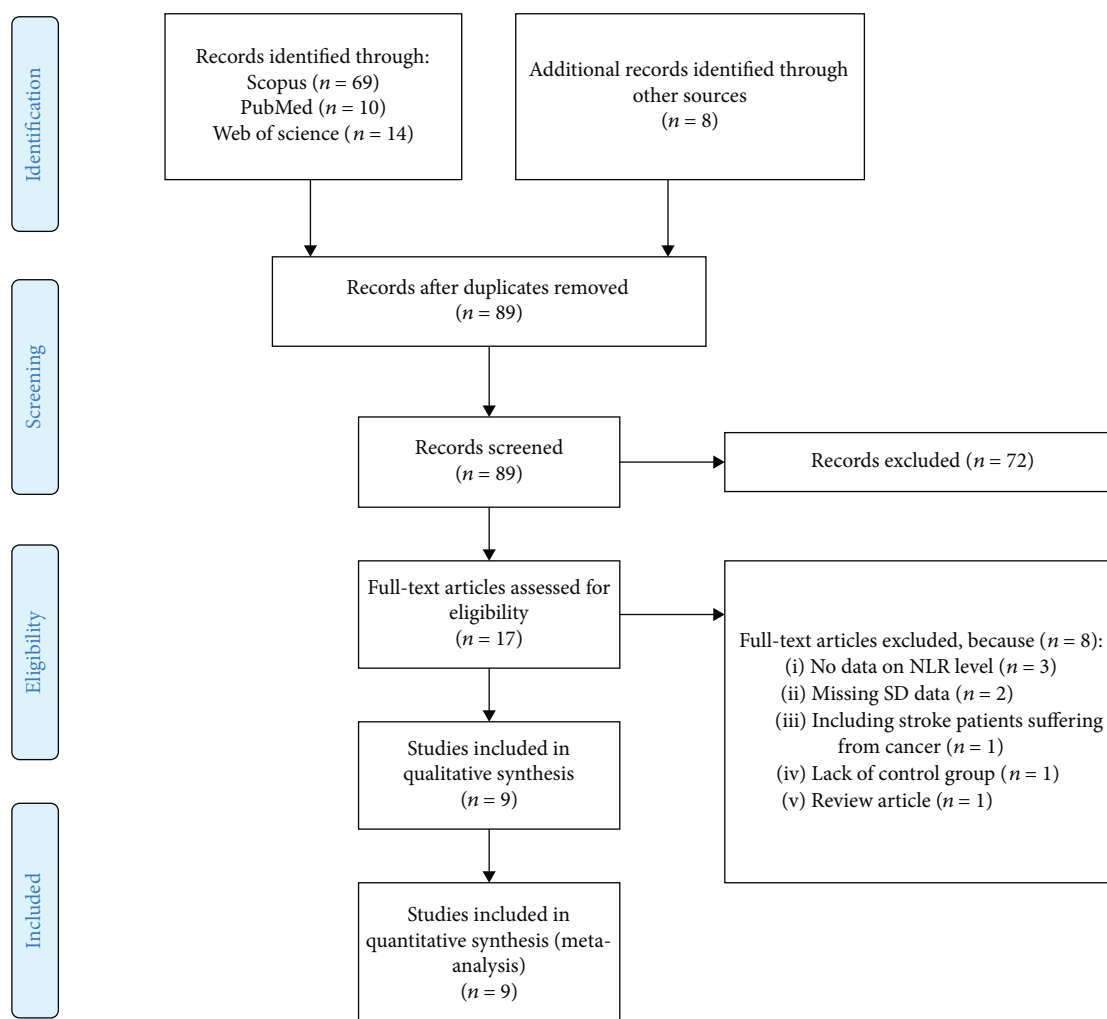 Identification
Records identified through:
Scopus (n = 69)
PubMed (n = 10)
Web of science (n = 14)
Additional records identified through
other sources
(n = 8)
Screening
Records after duplicates removed
(n = 89)
Records screened
(n = 89)
Records excluded (n = 72)
Eligibility
Full-text articles assessed for
eligibility
(n = 17)
Full-text articles excluded, because (n = 8):
(i) No data on NLR level (n = 3)
(ii) Missing SD data (n = 2)
(iii) Including stroke patients suffering
from cancer (n = 1)
(iv) Lack of control group (n = 1)
(v) Review article (n = 1)
Studies included in
qualitative synthesis
(n = 9)
Included
Studies included in
quantitative synthesis (meta-
analysis)
(n = 9)